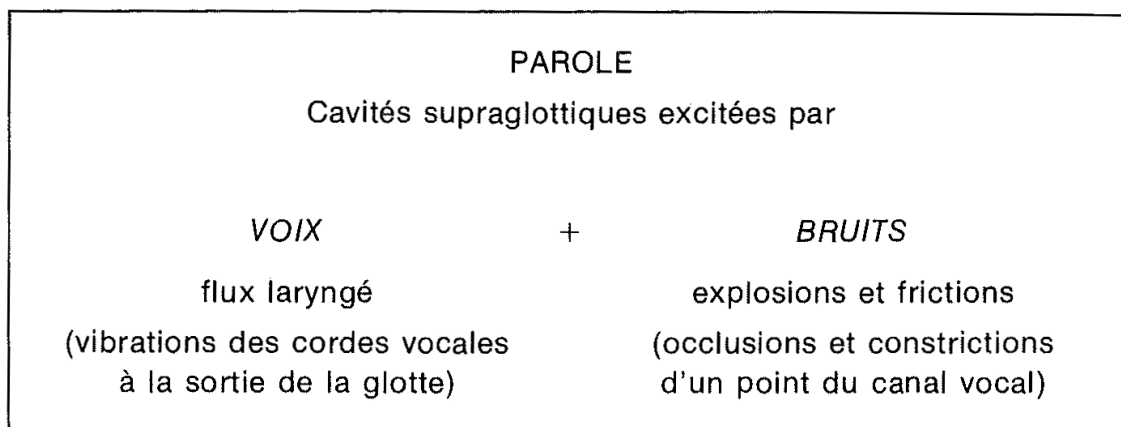 PAROLE
Cavités supraglottiques excitées par
VOIX + BRUITS
flux laryngé explosions et frictions
(vibrations des cordes vocales (occlusions et constrictions
à la sortie de la glotte) d'un point du canal vocal)